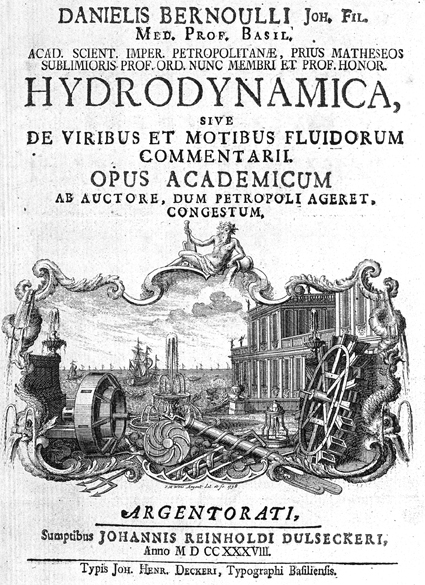 DANIELIS BERNOULLI JOH. FIL.
MED. PROF. BASIL.
ACAD. SCIENT. IMPER. PETROPOLITANÆ, PRIUS MATHESEOS
SUBLIMIORIS PROF. ORD. NUNC MEMBRI ET PROF. HONOR.
HYDRODYNAMICA,
SIVE
DE VIRIBUS ET MOTIBUS FLUIDORUM
COMMENTARII.
OPUS ACADEMICUM
AB AUCTORE, DUM PETROPOLI AGERET,
CONGESTUM.
ARGENTORATI,
Sumptibus JOHANNIS REINHOLDI DULSECKERI,
Anno M D CC XXXVIII.
Typis JOH. HENR. DECKERI, Typographi Basiliensis.